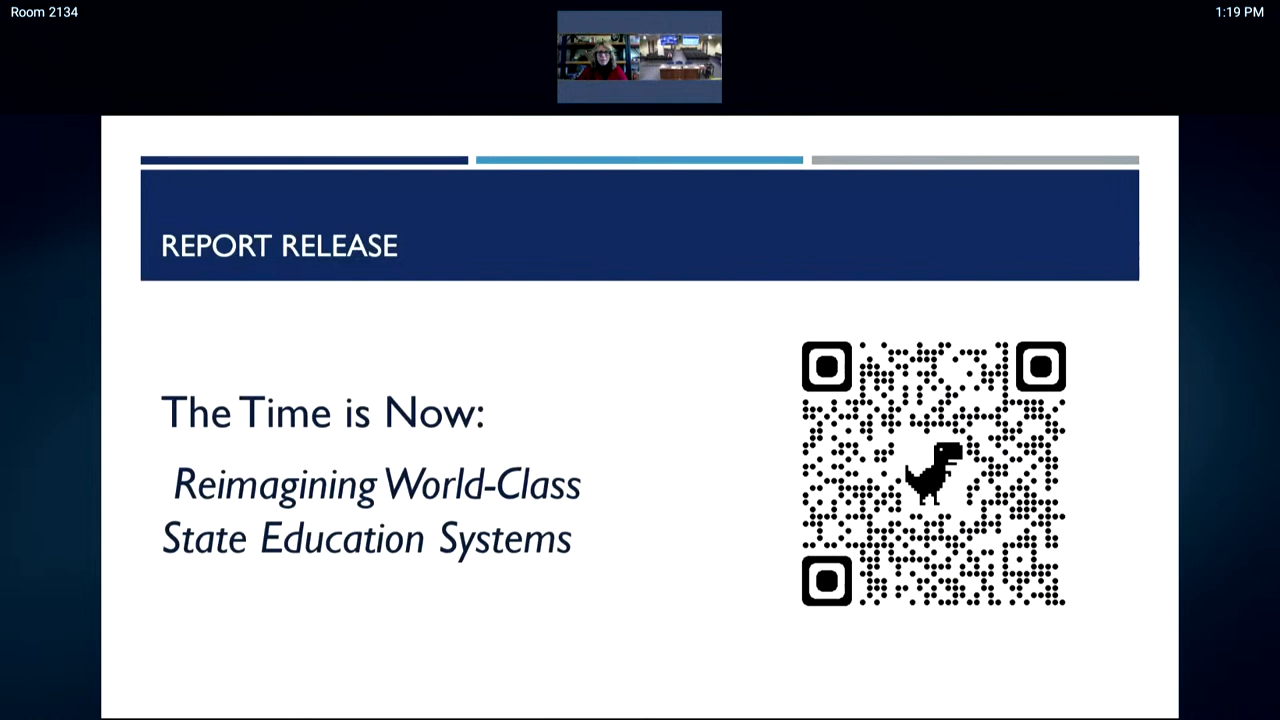 Room 2134
1:19 PM
REPORT RELEASE
The Time is Now:
Reimagining World-Class
State Education Systems